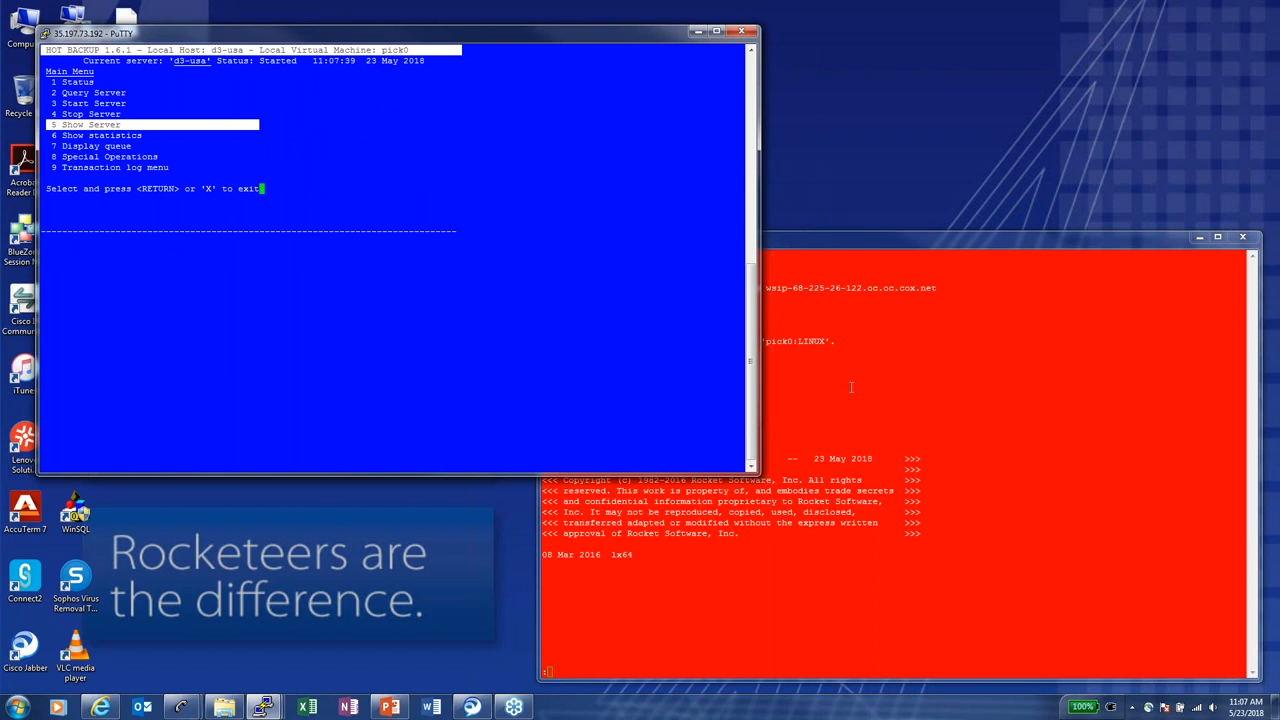 35.197.73.192 - PuTTY
HOT BACKUP 1.6.1 - Local Host: d3-usa - Local Virtual Machine: pick0
Current server: 'd3-usa' Status: Started 11:07:39 23 May 2018
Main Menu
1 Status
2 Query Server
3 Start Server
4 Stop Server
5 Show Server
6 Show statistics
7 Display queue
8 Special Operations
9 Transaction log menu
Select and press <RETURN> or 'X' to exit
--------------------------------------------------------------------------------
wsip-68-225-26-122.oc.oc.cox.net
'pick0:LINUX'.
-- 23 May 2018 >>>
>>>
<<< Copyright (c) 1982-2016 Rocket Software, Inc. All rights >>>
<<< reserved. This work is property of, and embodies trade secrets >>>
<<< and confidential information proprietary to Rocket Software, >>>
<<< Inc. It may not be reproduced, copied, used, disclosed, >>>
<<< transferred adapted or modified without the express written >>>
<<< approval of Rocket Software, Inc. >>>
08 Mar 2016 lx64
:
Compu
Recycle
Acroba
Reader D
BlueZon
Session M
Cisco I
Commun
iTune
Lenov
Soluti..
AccuTerm 7
WinSQL
Connect2
Sophos Virus
Removal T...
Cisco Jabber
VLC media
player
Rocketeers are
the difference.
100%
11:07 AM
5/23/2018